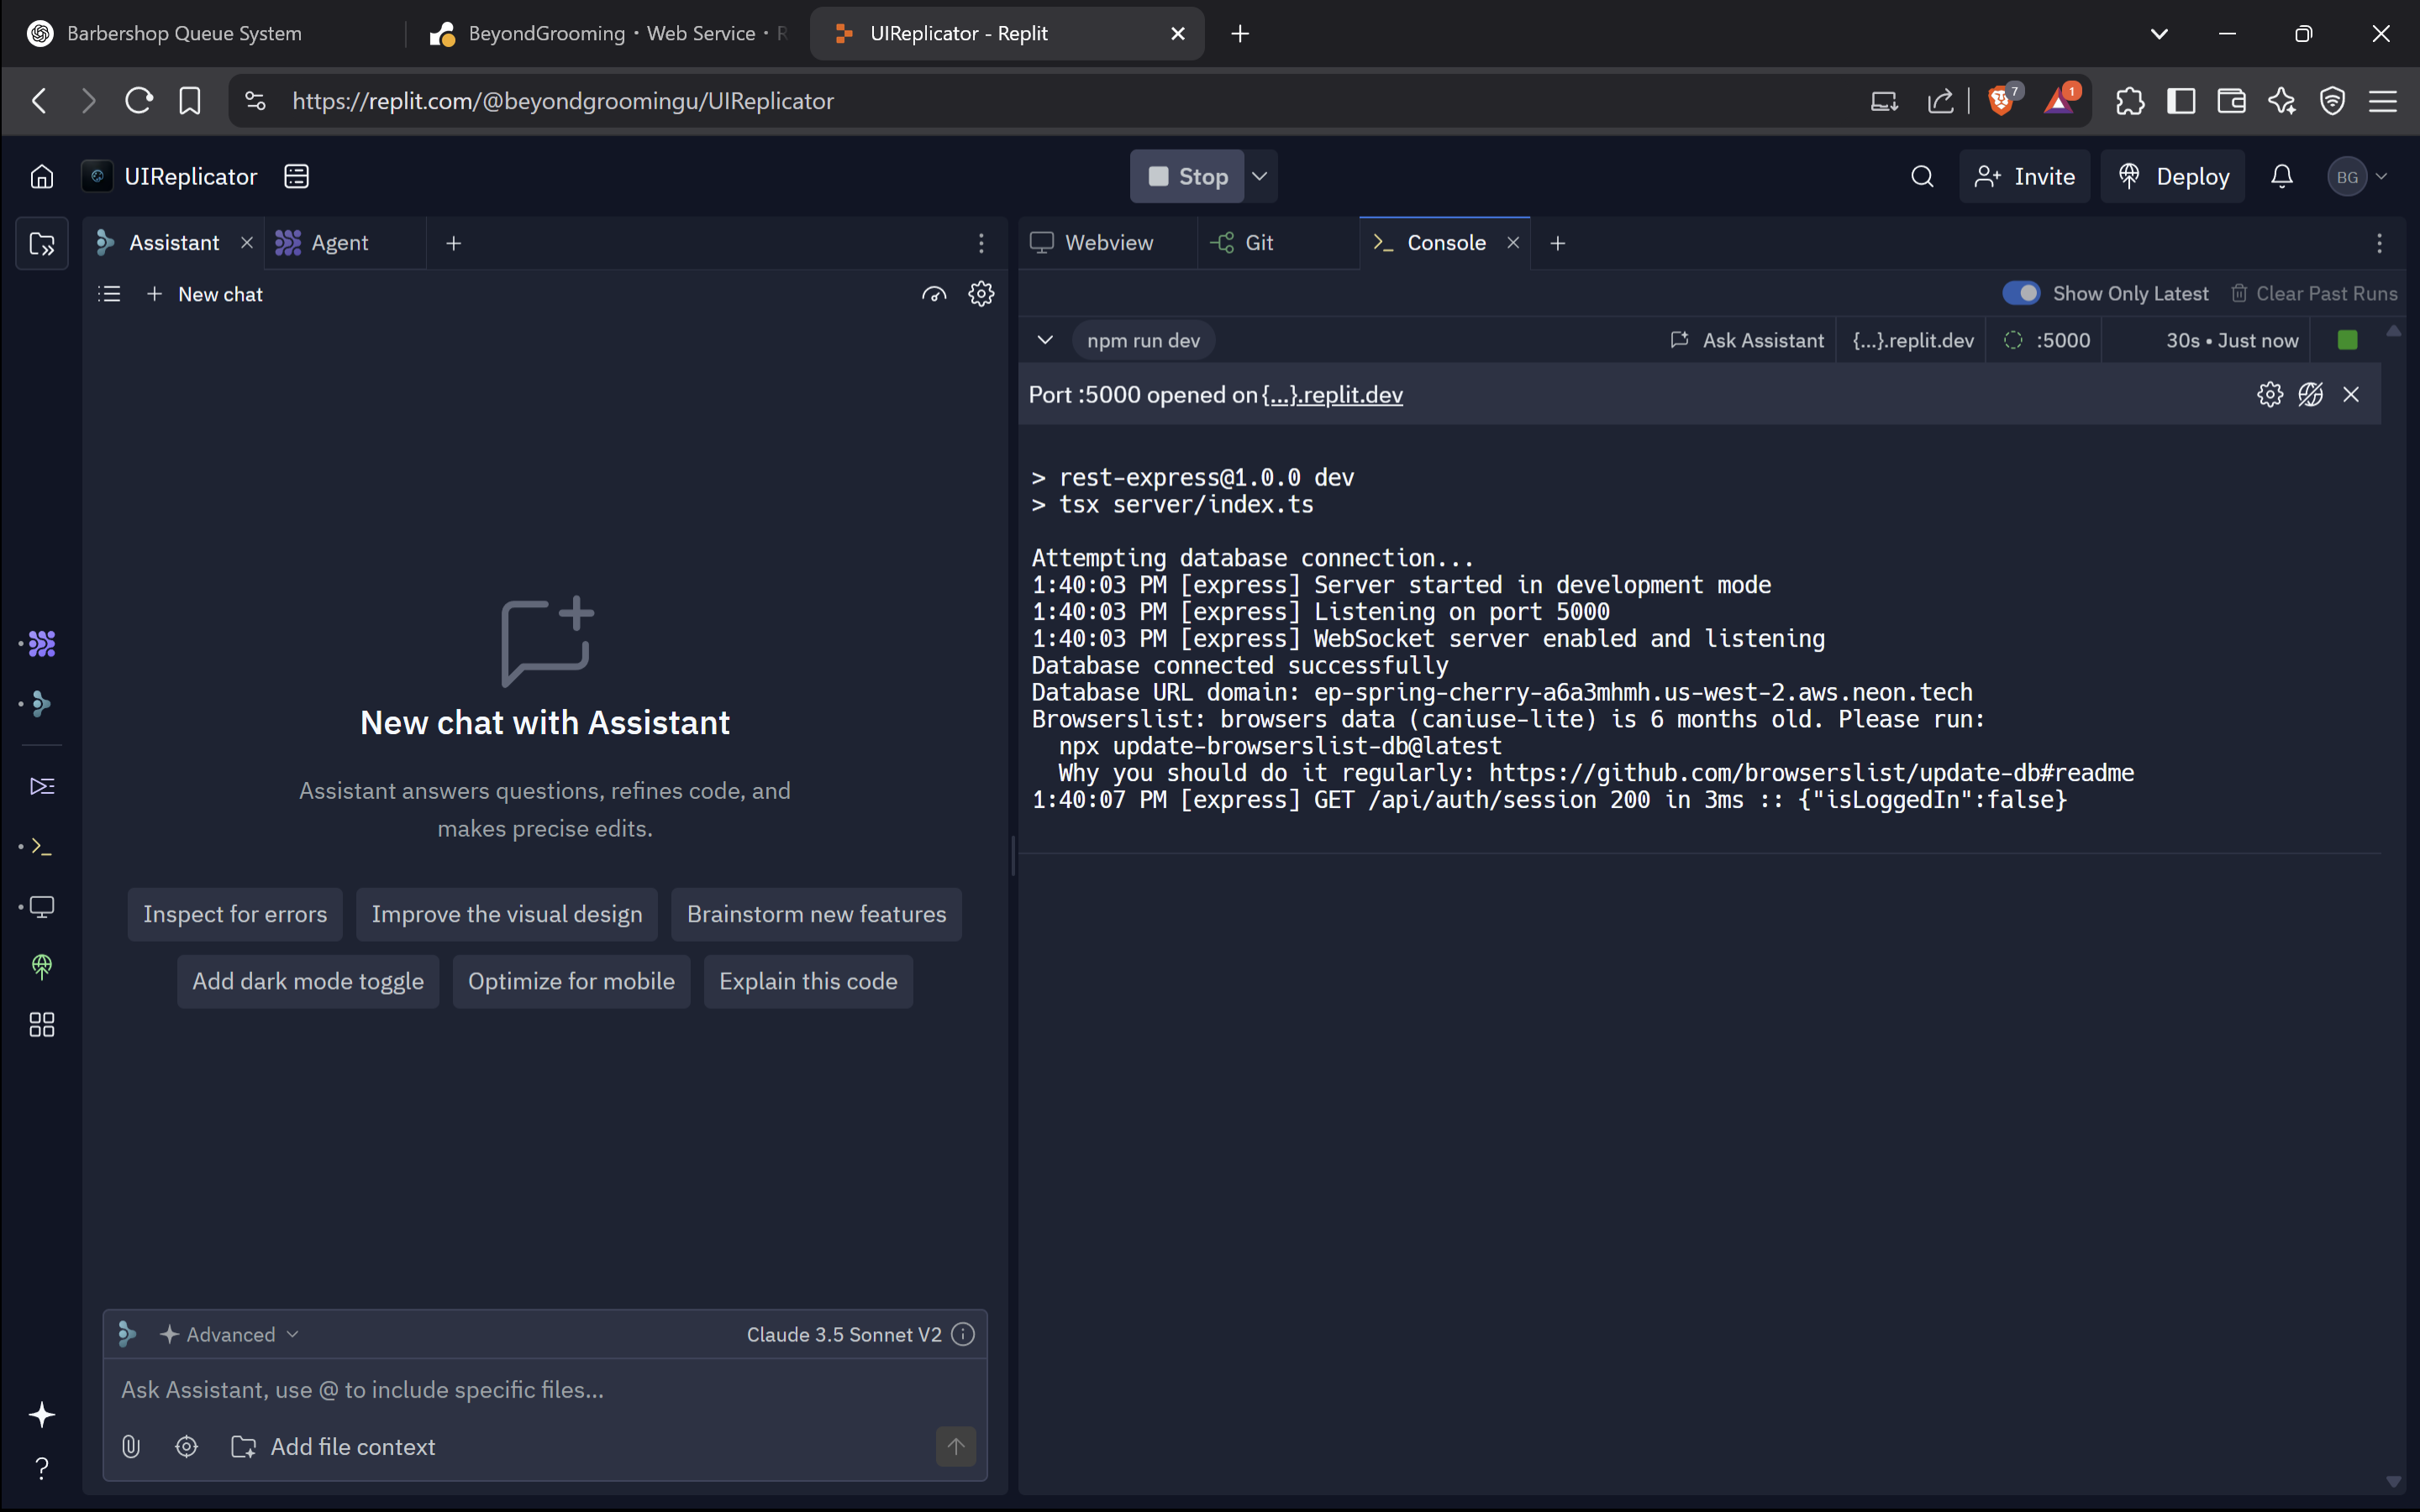 Barbershop Queue System
BeyondGrooming • Web Service •
UIReplicator - Replit
https://replit.com/@beyondgroomingu/UIReplicator
7
1
UIReplicator
Stop
Invite
Deploy
BG
Assistant
Agent
New chat
New chat with Assistant
Assistant answers questions, refines code, and
makes precise edits.
Inspect for errors
Improve the visual design
Brainstorm new features
Add dark mode toggle
Optimize for mobile
Explain this code
Advanced
Claude 3.5 Sonnet V2
Ask Assistant, use @ to include specific files...
Add file context
Webview
Git
Console
Show Only Latest
Clear Past Runs
npm run dev
Ask Assistant
{...}.replit.dev
:5000
30s • Just now
Port :5000 opened on {...}.replit.dev
> rest-express@1.0.0 dev
> tsx server/index.ts
Attempting database connection...
1:40:03 PM [express] Server started in development mode
1:40:03 PM [express] Listening on port 5000
1:40:03 PM [express] WebSocket server enabled and listening
Database connected successfully
Database URL domain: ep-spring-cherry-a6a3mhmh.us-west-2.aws.neon.tech
Browserslist: browsers data (caniuse-lite) is 6 months old. Please run:
npx update-browserslist-db@latest
Why you should do it regularly: https://github.com/browserslist/update-db#readme
1:40:07 PM [express] GET /api/auth/session 200 in 3ms :: {"isLoggedIn":false}